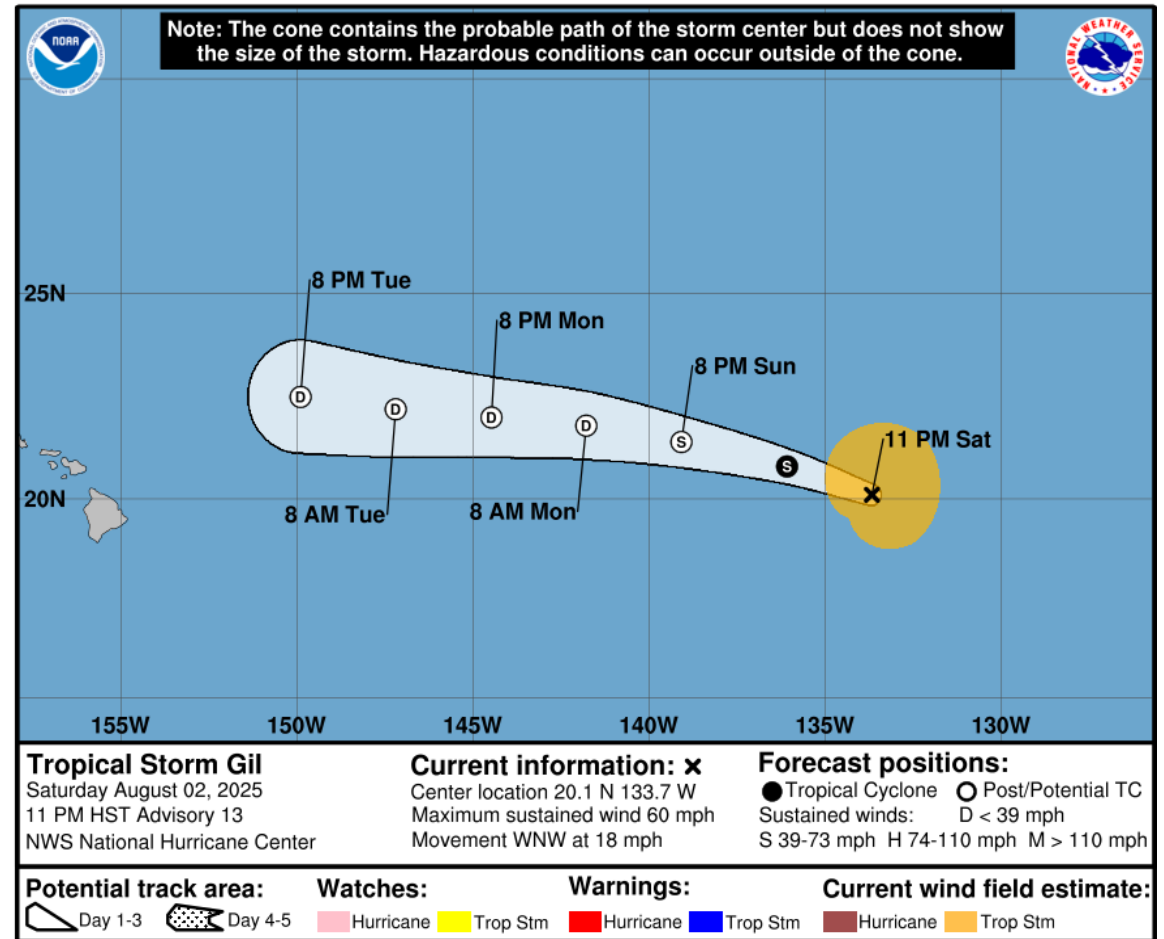 Note: The cone contains the probable path of the storm center but does not show
the size of the storm. Hazardous conditions can occur outside of the cone.
NOAA
NATIONAL WEATHER SERVICE
8 PM Tue
25N
8 PM Mon
8 PM Sun
D
D
D
D
S
S
11 PM Sat
20N
8 AM Tue
8 AM Mon
155W 150W 145W 140W 135W 130W
Tropical Storm Gil
Saturday August 02, 2025
11 PM HST Advisory 13
NWS National Hurricane Center
Current information: x
Center location 20.1 N 133.7 W
Maximum sustained wind 60 mph
Movement WNW at 18 mph
Forecast positions:
Tropical Cyclone Post/Potential TC
Sustained winds: D < 39 mph
S 39-73 mph H 74-110 mph M > 110 mph
Potential track area:
Day 1-3 Day 4-5
Watches:
Hurricane Trop Stm
Warnings:
Hurricane Trop Stm
Current wind field estimate:
Hurricane Trop Stm